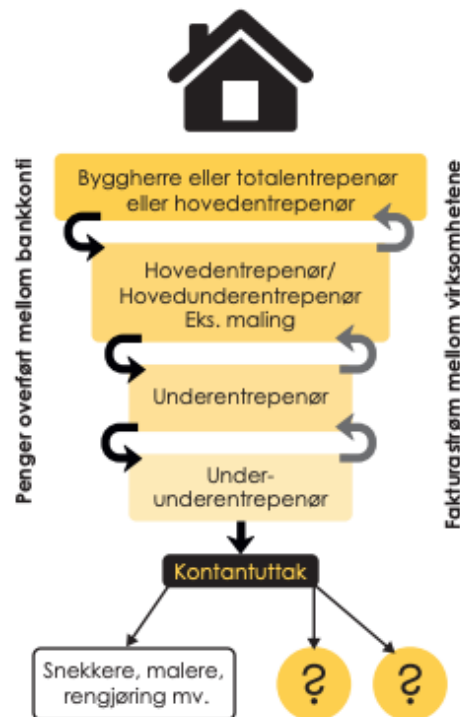 Byggherre eller totalentrepenør
eller hovedentrepenør
Penger overført mellom bankkonti
Fakturastrøm mellom virksomhetene
Hovedentrepenør/
Hovedunderentrepenør
Eks. maling
Underentrepenør
Under-
underentrepenør
Kontantuttak
Snekkere, malere,
rengjøring mv.
?
?